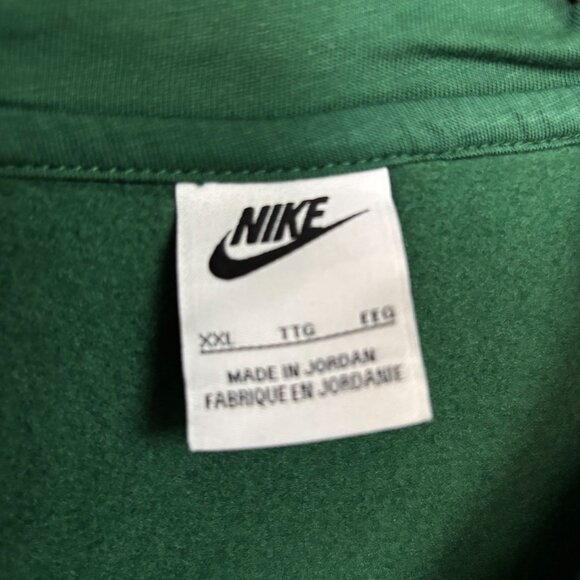 NIKE
XXL TTG EEG
MADE IN JORDAN
FABRIQUE EN JORDANIE